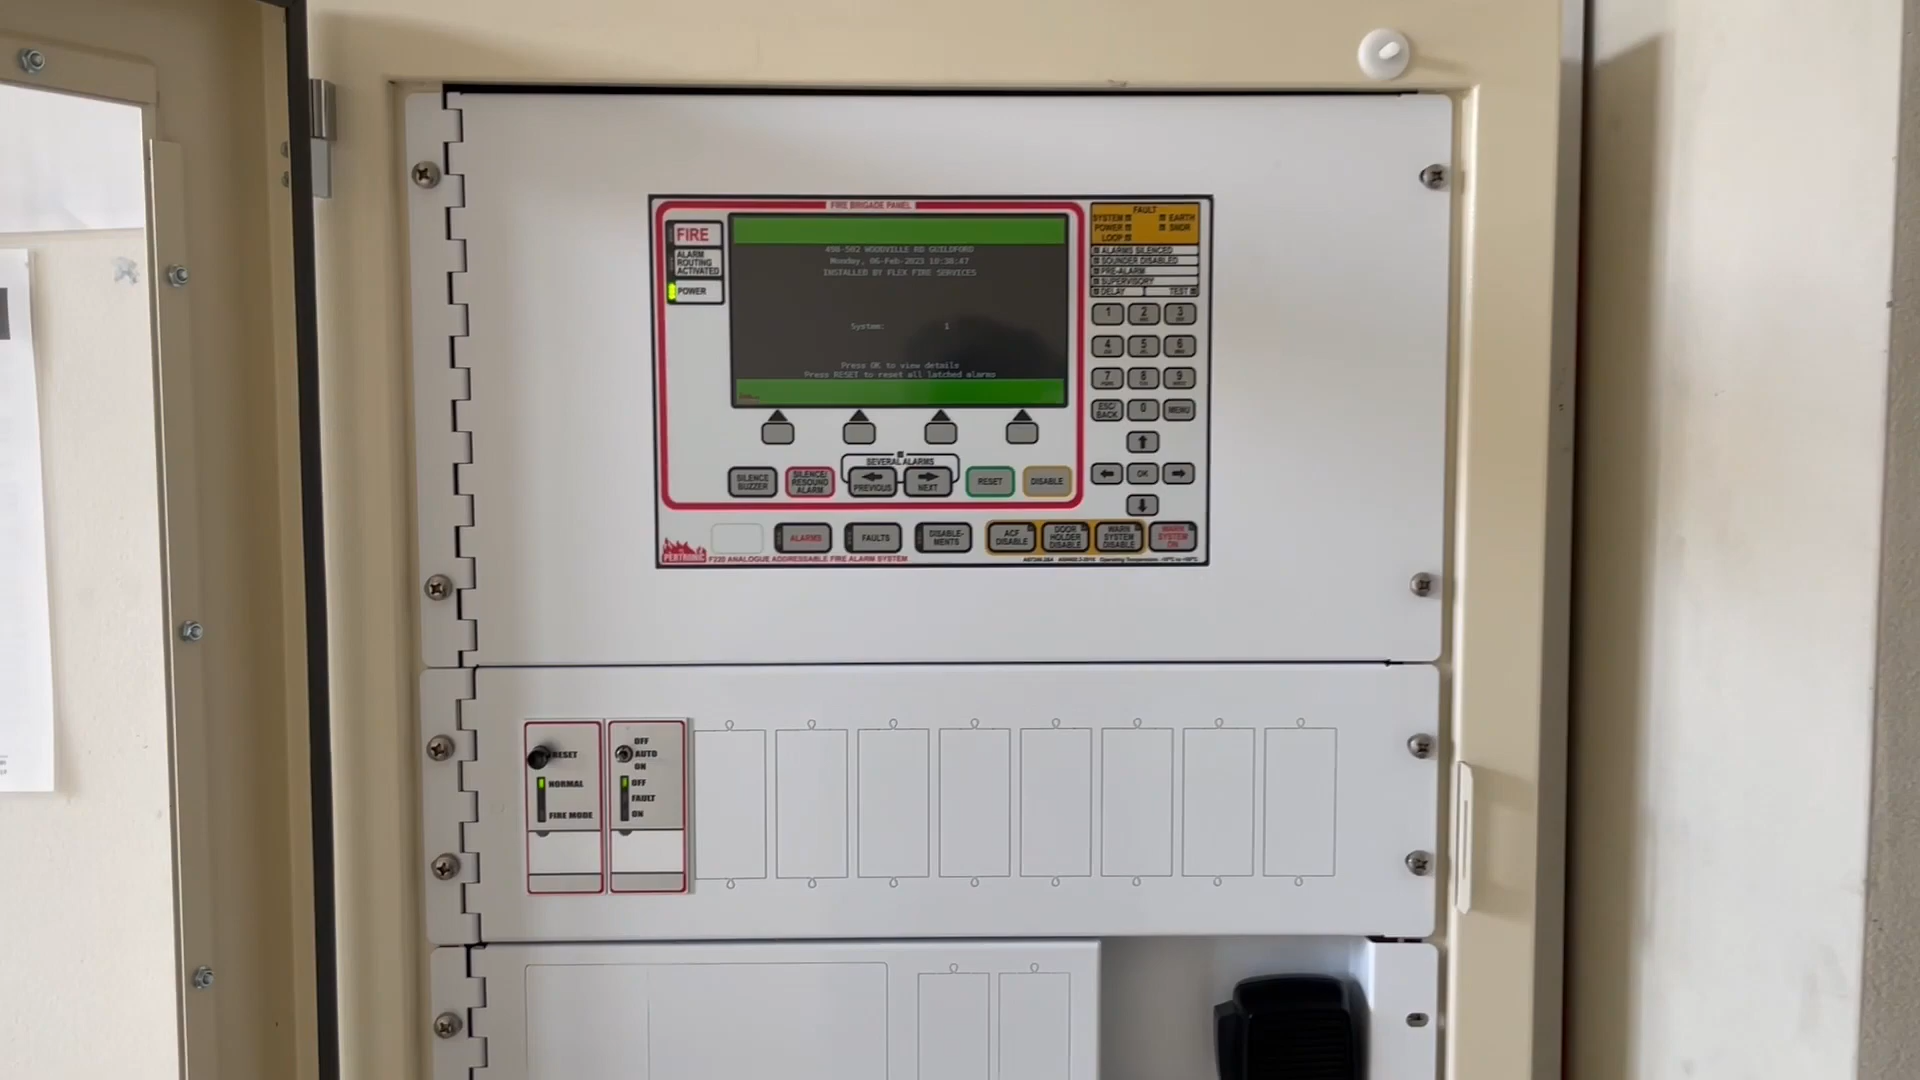 FIRE BRIGADE PANEL
FIRE
ALARM
ROUTING
ACTIVATED
POWER
498-502 WOODVILLE RD GUILDFORD
Monday, 06-Feb-2023 10:38:47
INSTALLED BY FLEX FIRE SERVICES
System: 1
Press OK to view details
Press RESET to reset all latched alarms
FAULT
SYSTEM EARTH
POWER SNDR
LOOP
ALARMS SILENCED
SOUNDER DISABLED
PRE-ALARM
SUPERVISORY
DELAY TEST
1 2 3
4 5 6
7 8 9
ESC/
BACK
0
MENU
OK
SILENCE
BUZZER
SILENCE/
RESOUND
ALARM
SEVERAL ALARMS
PREVIOUS
NEXT
RESET
DISABLE
ALARMS
FAULTS
DISABLE-
MENTS
ACF
DISABLE
DOOR
HOLDER
DISABLE
WARN
SYSTEM
DISABLE
WARN
SYSTEM
ON
PERTRONIC
F220 ANALOGUE ADDRESSABLE FIRE ALARM SYSTEM
RESET
NORMAL
FIRE MODE
OFF
AUTO
ON
OFF
FAULT
ON